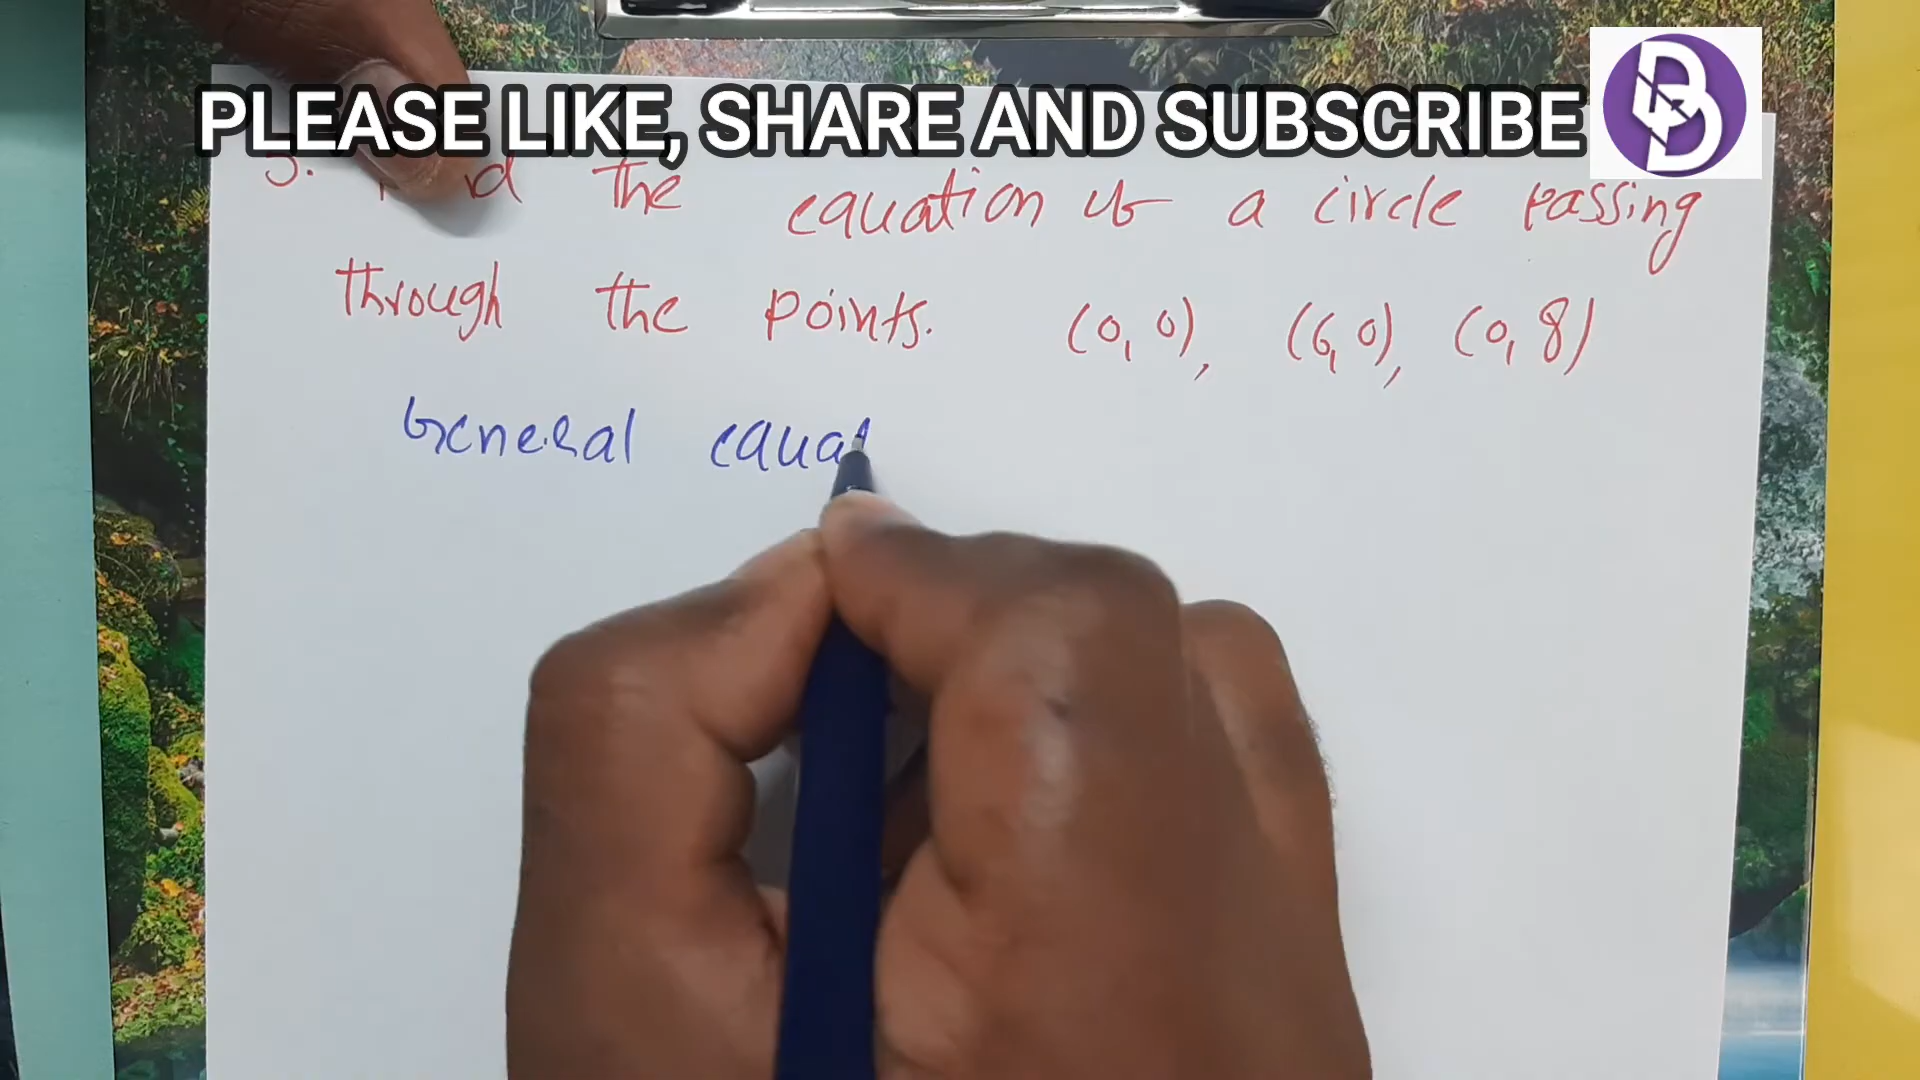 PLEASE LIKE, SHARE AND SUBSCRIBE
the equation of a circle passing
through the points. (0, 0), (6, 0), (0, 8)
General equat